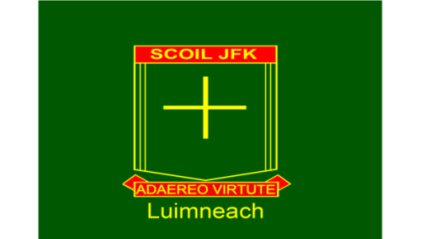 SCOIL JFK
ADAEREO VIRTUTE
Luimneach